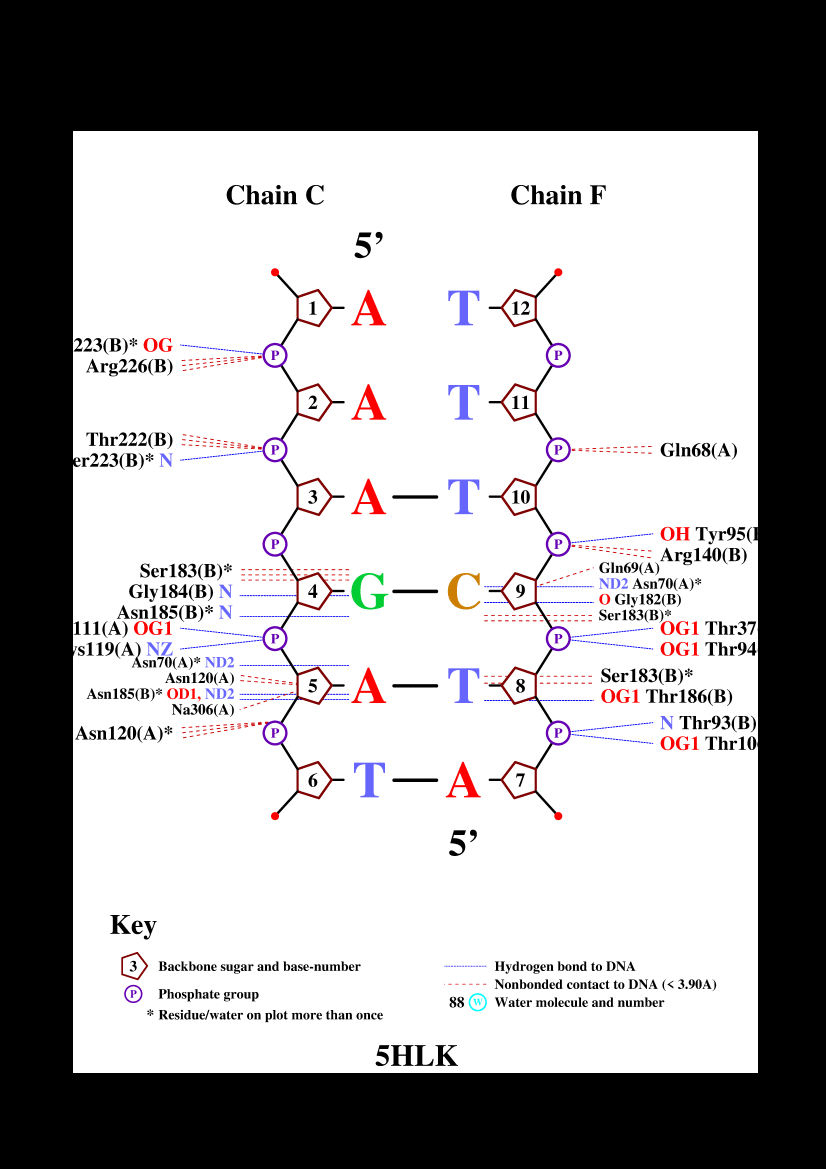 Chain C Chain F
5’
1 A T 12
223(B)* OG P P
Arg226(B)
2 A T 11
Thr222(B) P P Gln68(A)
er223(B)* N
3 A T 10
P P OH Tyr95(
Arg140(B)
Ser183(B)* Gln69(A)
Gly184(B) N 4 G C 9 ND2 Asn70(A)*
O Gly182(B)
Asn185(B)* N Ser183(B)*
111(A) OG1 P P OG1 Thr37
ys119(A) NZ OG1 Thr94
Asn70(A)* ND2
Asn120(A) 5 A T 8 Ser183(B)*
Asn185(B)* OD1, ND2 OG1 Thr186(B)
Na306(A)
Asn120(A)* P P N Thr93(B)
OG1 Thr10
6 T A 7
5’
Key
3 Backbone sugar and base-number
P Phosphate group
* Residue/water on plot more than once
Hydrogen bond to DNA
Nonbonded contact to DNA (< 3.90A)
88 W Water molecule and number
5HLK